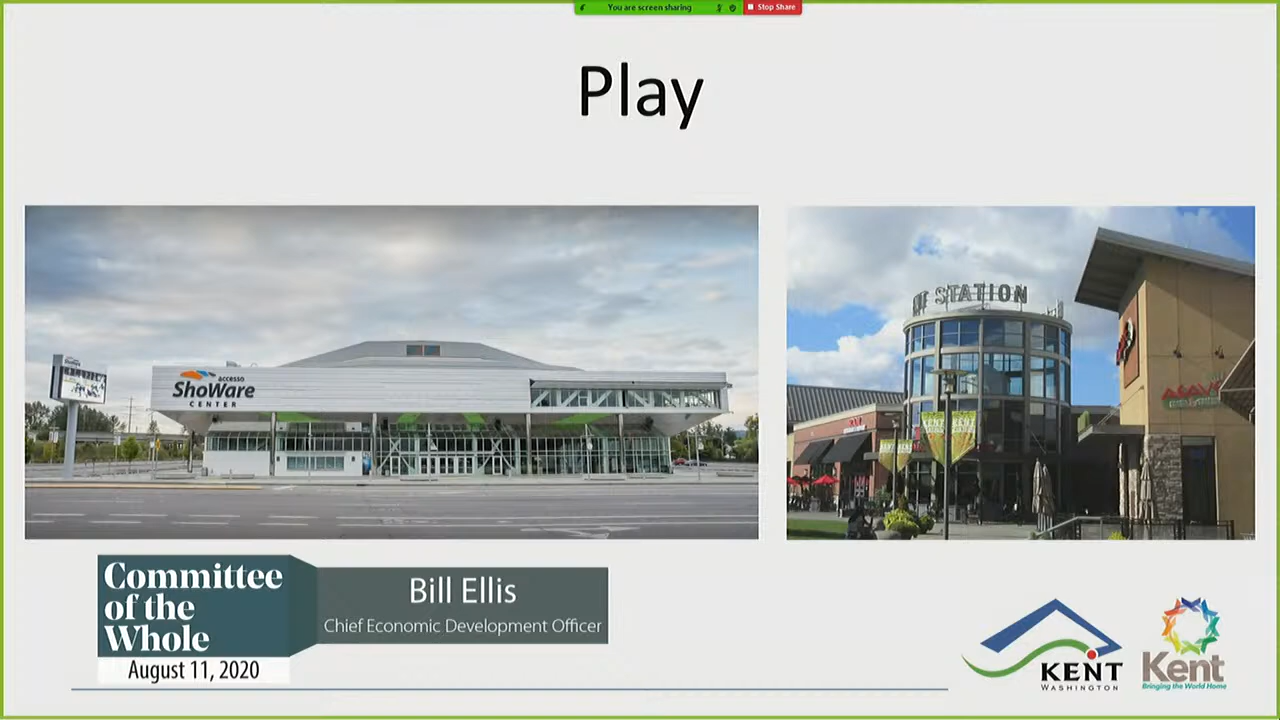 You are screen sharing
Stop Share
Play
accesso
ShoWare
CENTER
STATION
Committee
of the
Whole
August 11, 2020
Bill Ellis
Chief Economic Development Officer
KENT
WASHINGTON
Kent
Bringing the World Home